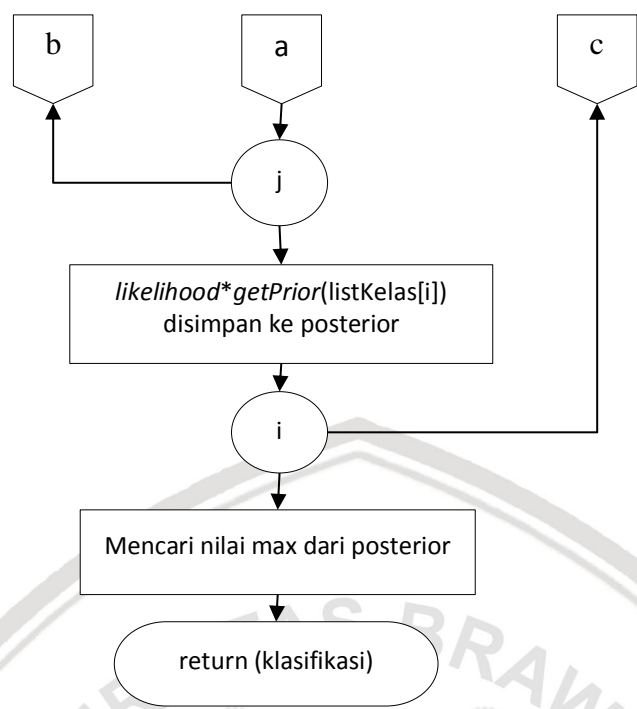 b
a
c
j
likelihood*getPrior(listKelas[i])
disimpan ke posterior
i
Mencari nilai max dari posterior
return (klasifikasi)